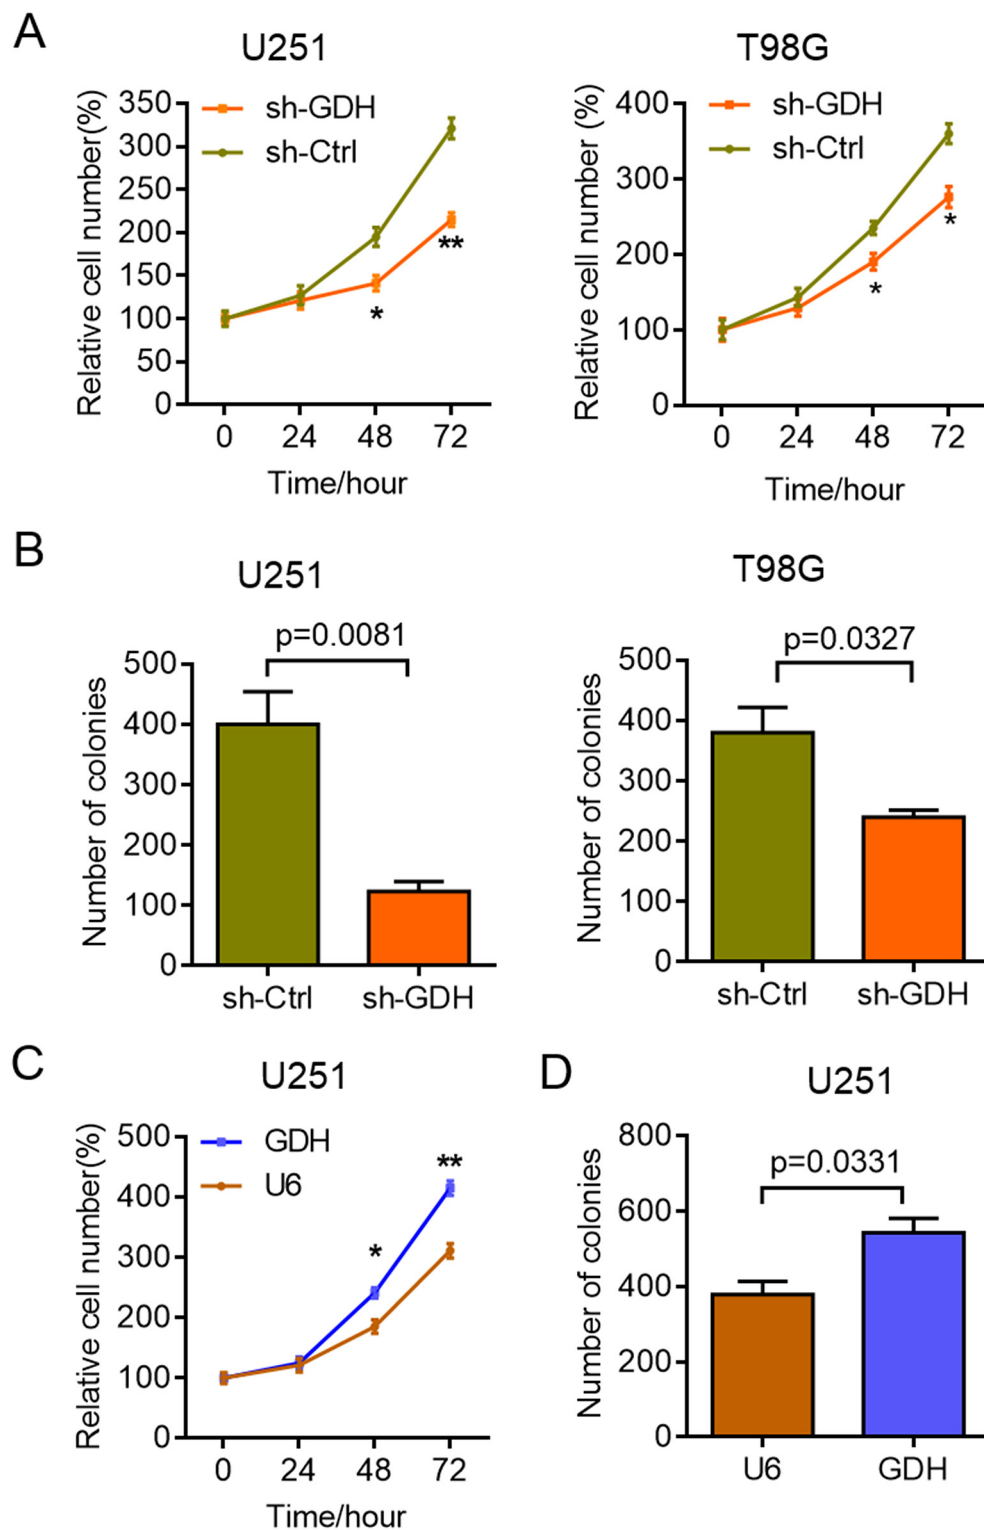 A
U251
T98G
Relative cell number(%)
350
300
250
200
150
100
50
0
sh-GDH
sh-Ctrl
*
**
0 24 48 72
Time/hour
Relative cell number (%)
400
300
200
100
0
sh-GDH
sh-Ctrl
*
*
0 24 48 72
Time/hour
B
U251
T98G
p=0.0081
Number of colonies
500
400
300
200
100
0
sh-Ctrl sh-GDH
p=0.0327
Number of colonies
500
400
300
200
100
0
sh-Ctrl sh-GDH
C
U251
Relative cell number(%)
500
400
300
200
100
0
GDH
U6
*
**
0 24 48 72
Time/hour
D
U251
p=0.0331
Number of colonies
800
600
400
200
0
U6 GDH